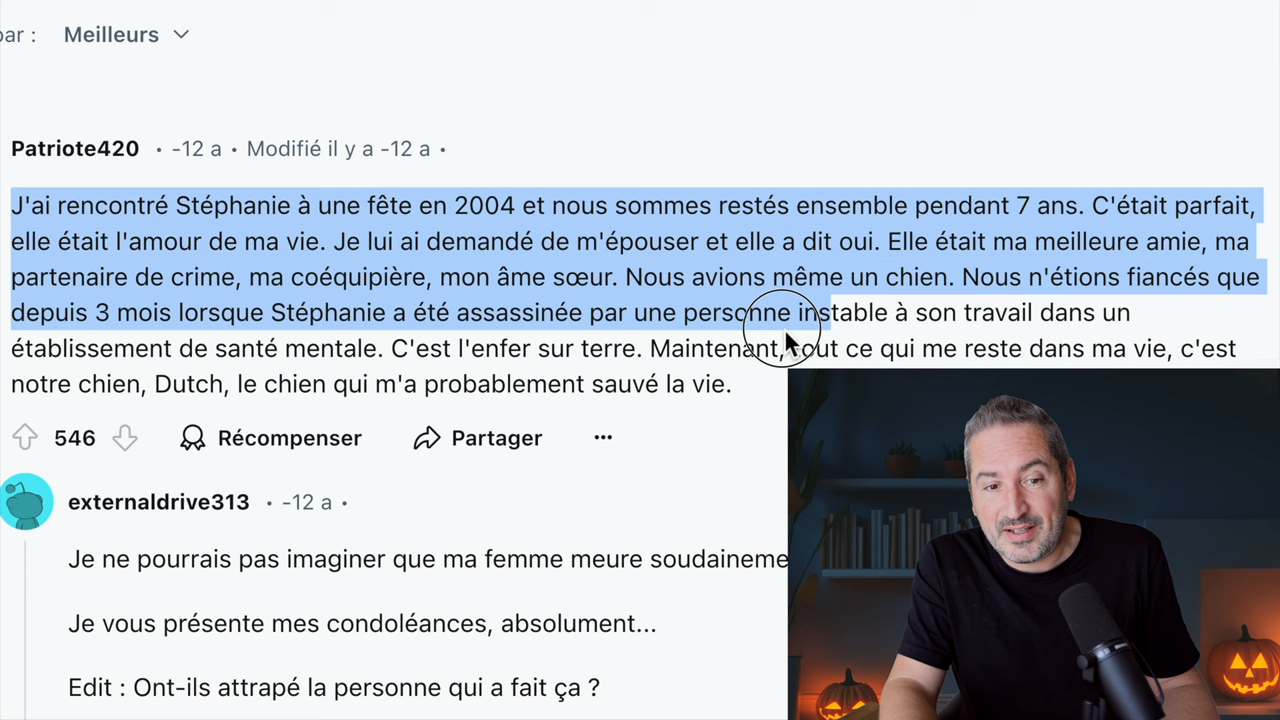 par : Meilleurs
Patriote420 • -12 a • Modifié il y a -12 a •
J'ai rencontré Stéphanie à une fête en 2004 et nous sommes restés ensemble pendant 7 ans. C'était parfait,
elle était l'amour de ma vie. Je lui ai demandé de m'épouser et elle a dit oui. Elle était ma meilleure amie, ma
partenaire de crime, ma coéquipière, mon âme sœur. Nous avions même un chien. Nous n'étions fiancés que
depuis 3 mois lorsque Stéphanie a été assassinée par une personne instable à son travail dans un
établissement de santé mentale. C'est l'enfer sur terre. Maintenant, tout ce qui me reste dans ma vie, c'est
notre chien, Dutch, le chien qui m'a probablement sauvé la vie.
546 Récompenser Partager ...
externaldrive313 • -12 a •
Je ne pourrais pas imaginer que ma femme meure soudaineme
Je vous présente mes condoléances, absolument...
Edit : Ont-ils attrapé la personne qui a fait ça ?